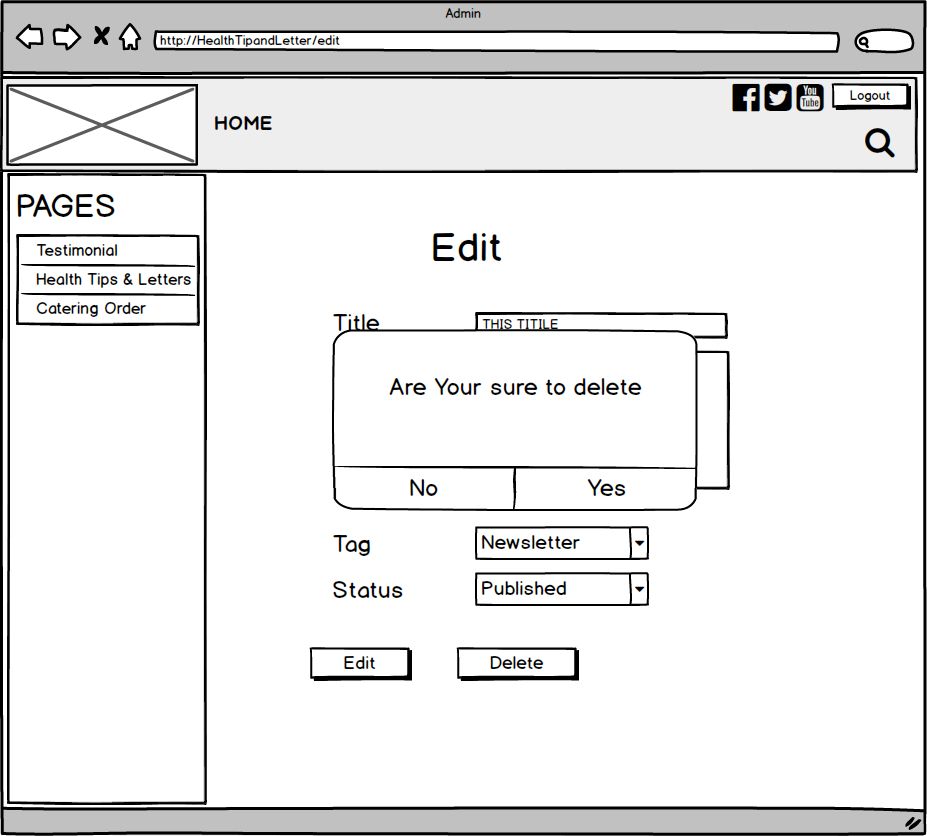 Admin
http://HealthTipandLetter/edit
You
Tube
Logout
HOME
PAGES
Testimonial
Health Tips & Letters
Catering Order
Edit
Title
THIS TITILE
Are Your sure to delete
No
Yes
Tag
Newsletter
Status
Published
Edit
Delete